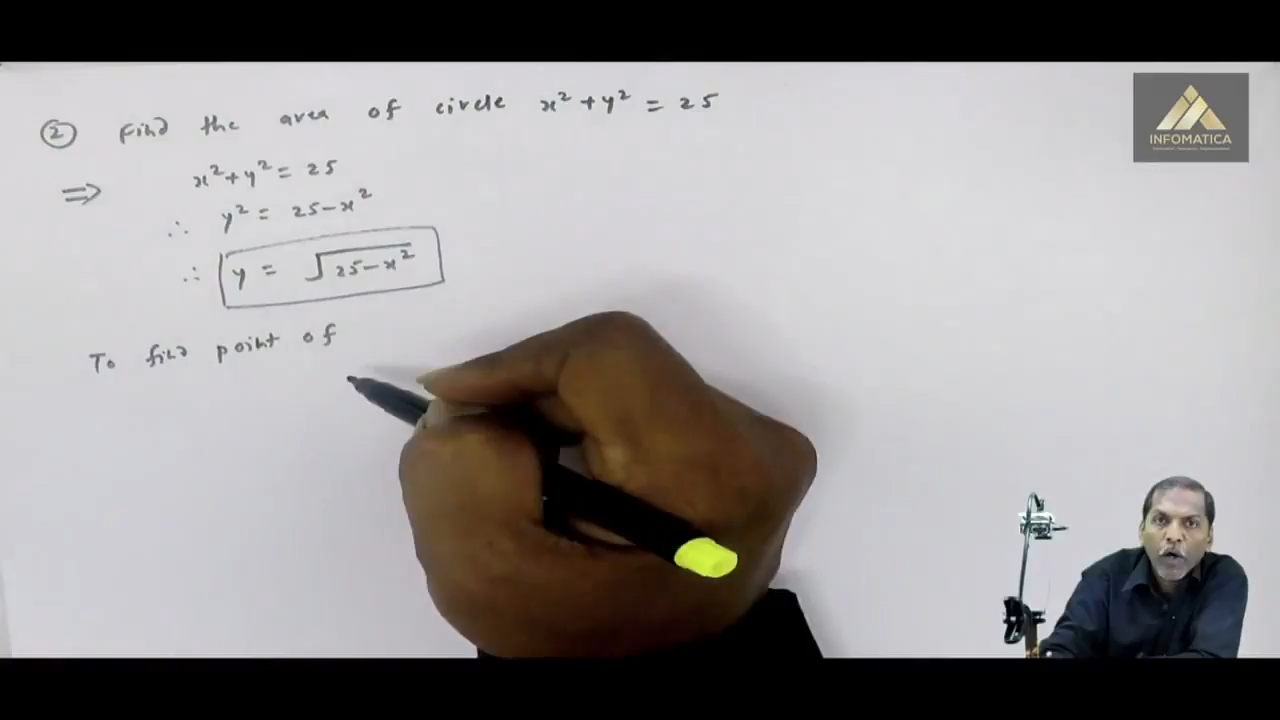 ② Find the area of circle x² + y² = 25
⇒ x² + y² = 25
∴ y² = 25 - x²
∴ y = √25 - x²
To find point of
INFOMATICA